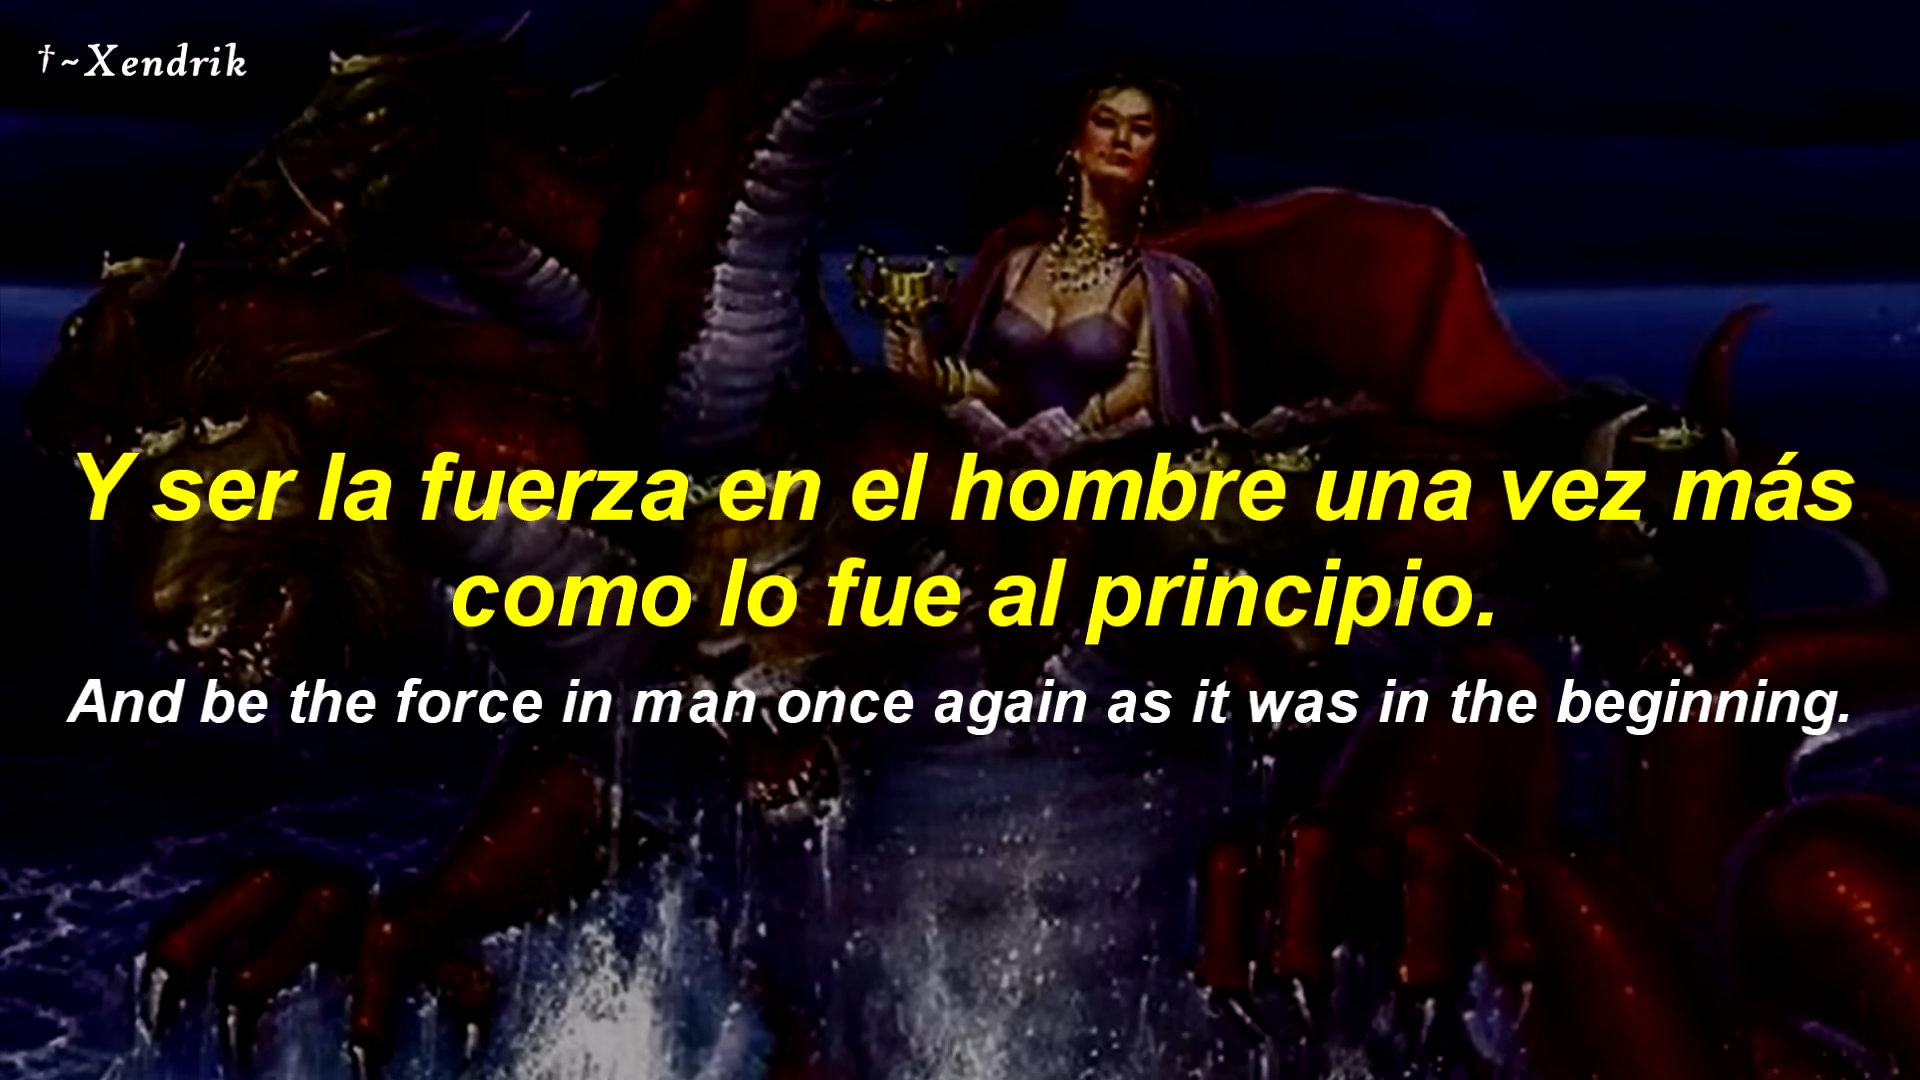 †~Xendrik
Y ser la fuerza en el hombre una vez más
como lo fue al principio.
And be the force in man once again as it was in the beginning.